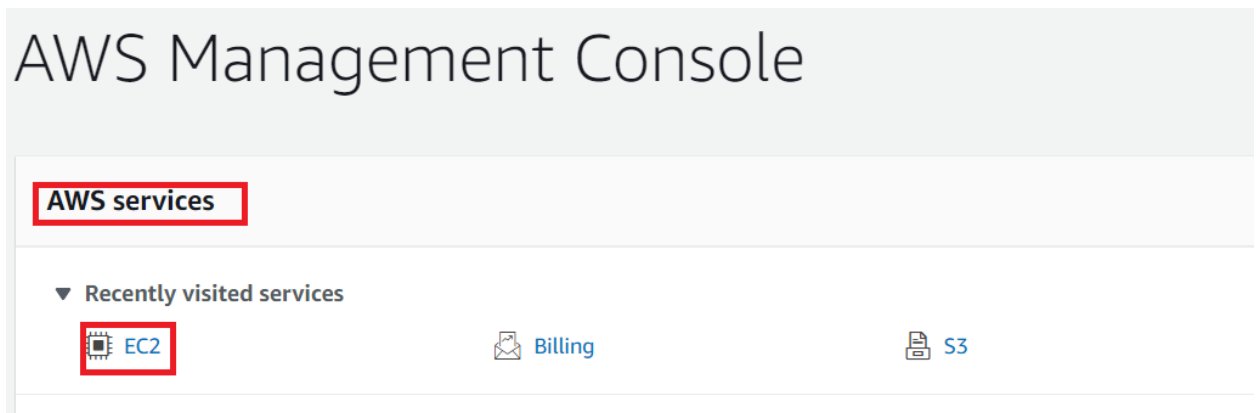 AWS Management Console
AWS services
Recently visited services
EC2 Billing S3